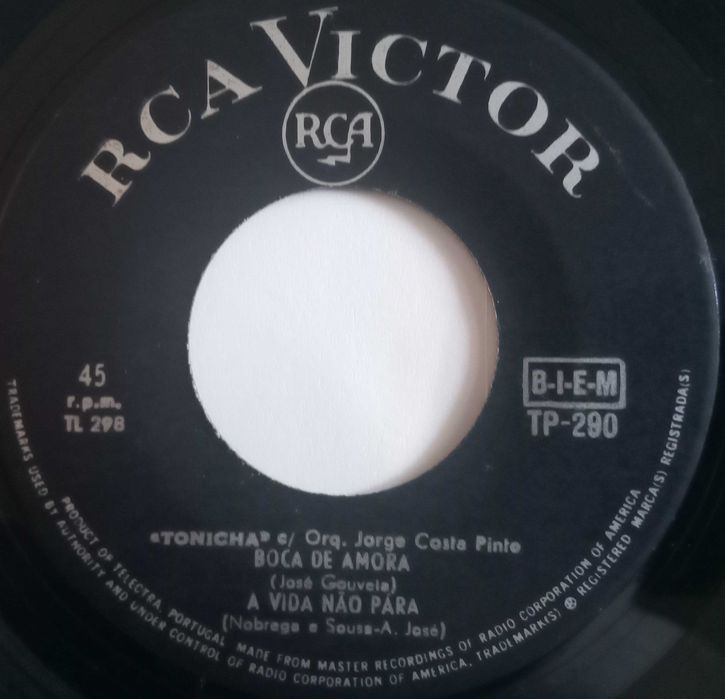 RCA VICTOR
RCA
45
r.p.m.
TL 298
B-I-E-M
TP-290
«TONICHA» c/ Orq. Jorge Costa Pinto
BOCA DE AMORA
(José Gouveia)
A VIDA NÃO PÁRA
(Nobrega e Sousa-A. José)
TRADEMARKS USED BY AUTHORITY AND UNDER CONTROL OF RADIO CORPORATION OF AMERICA. TRADEMARK(S) ® REGISTERED MARCA(S) REGISTRADA(S)
PRODUCT OF TELECTRA, PORTUGAL MADE FROM MASTER RECORDINGS OF RADIO CORPORATION OF AMERICA